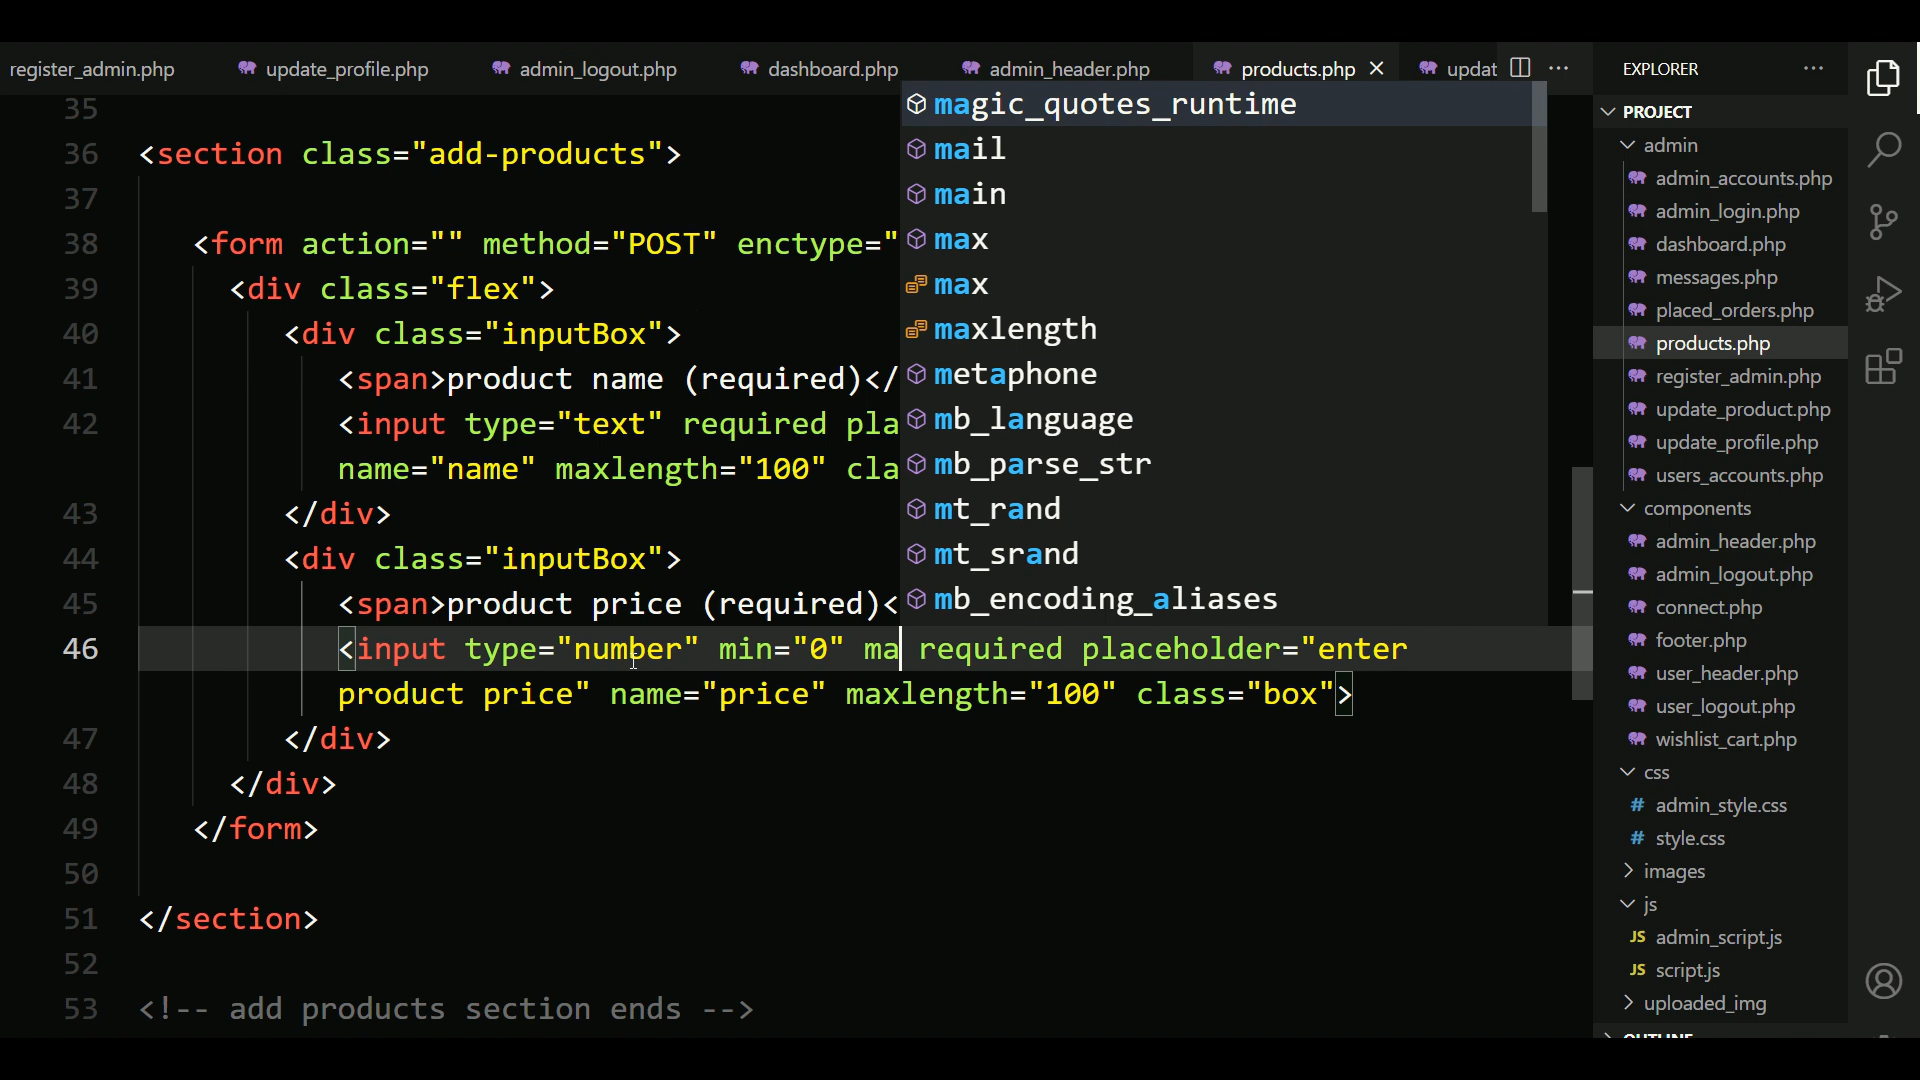 register_admin.php
update_profile.php
admin_logout.php
dashboard.php
admin_header.php
products.php
updat
35
36 <section class="add-products">
37
38 <form action="" method="POST" enctype="
39 <div class="flex">
40 <div class="inputBox">
41 <span>product name (required)</
42 <input type="text" required pla
name="name" maxlength="100" cla
43 </div>
44 <div class="inputBox">
45 <span>product price (required)<
46 <input type="number" min="0" ma required placeholder="enter
product price" name="price" maxlength="100" class="box">
47 </div>
48 </div>
49 </form>
50
51 </section>
52
53 <!-- add products section ends -->
magic_quotes_runtime
mail
main
max
max
maxlength
metaphone
mb_language
mb_parse_str
mt_rand
mt_srand
mb_encoding_aliases
EXPLORER
PROJECT
admin
admin_accounts.php
admin_login.php
dashboard.php
messages.php
placed_orders.php
products.php
register_admin.php
update_product.php
update_profile.php
users_accounts.php
components
admin_header.php
admin_logout.php
connect.php
footer.php
user_header.php
user_logout.php
wishlist_cart.php
css
# admin_style.css
# style.css
images
js
JS admin_script.js
JS script.js
uploaded_img
OUTLINE